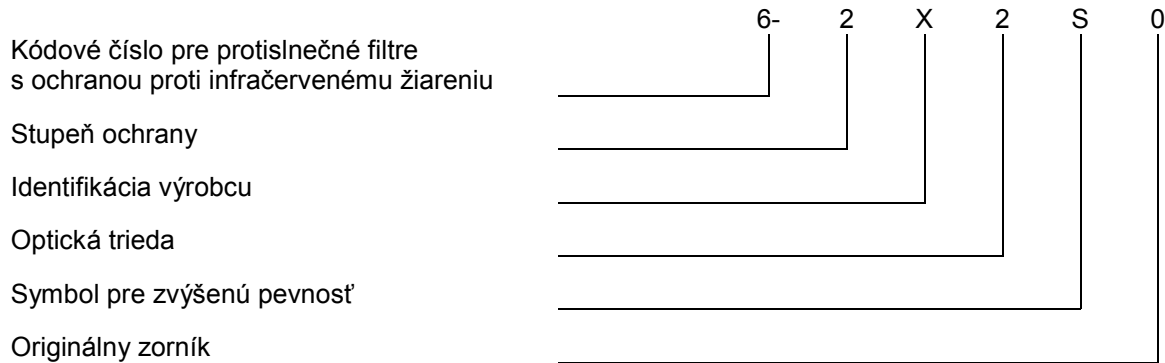 6- 2 X 2 S 0
Kódové číslo pre protislnečné filtre
s ochranou proti infračervenému žiareniu
Stupeň ochrany
Identifikácia výrobcu
Optická trieda
Symbol pre zvýšenú pevnosť
Originálny zorník